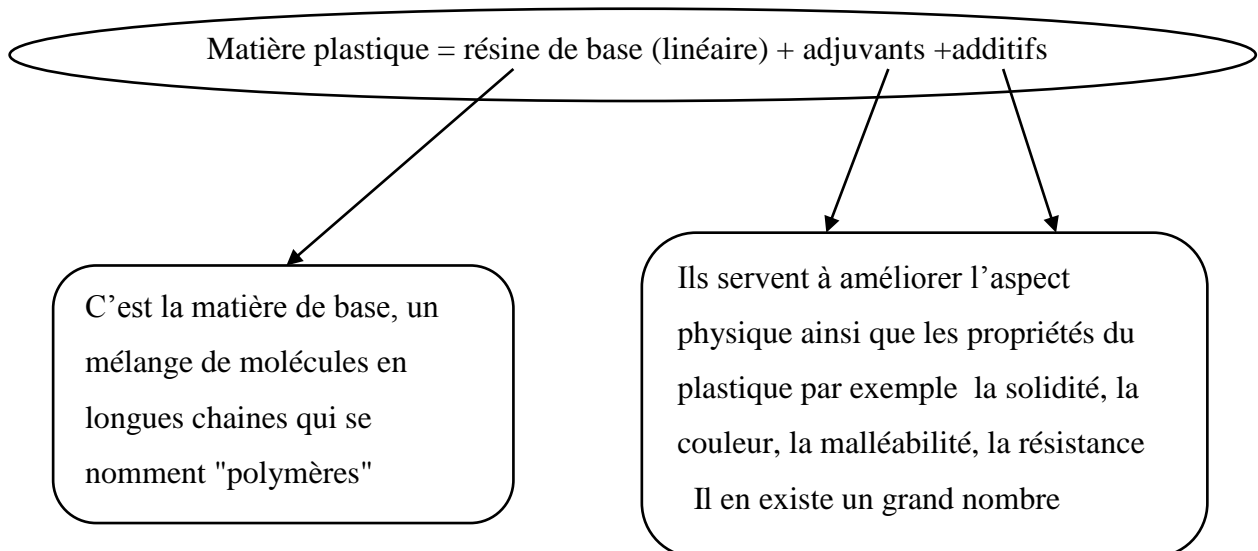 Matière plastique = résine de base (linéaire) + adjuvants +additifs
C’est la matière de base, un
mélange de molécules en
longues chaines qui se
nomment "polymères"
Ils servent à améliorer l’aspect
physique ainsi que les propriétés du
plastique par exemple  la solidité, la
couleur, la malléabilité, la résistance
Il en existe un grand nombre